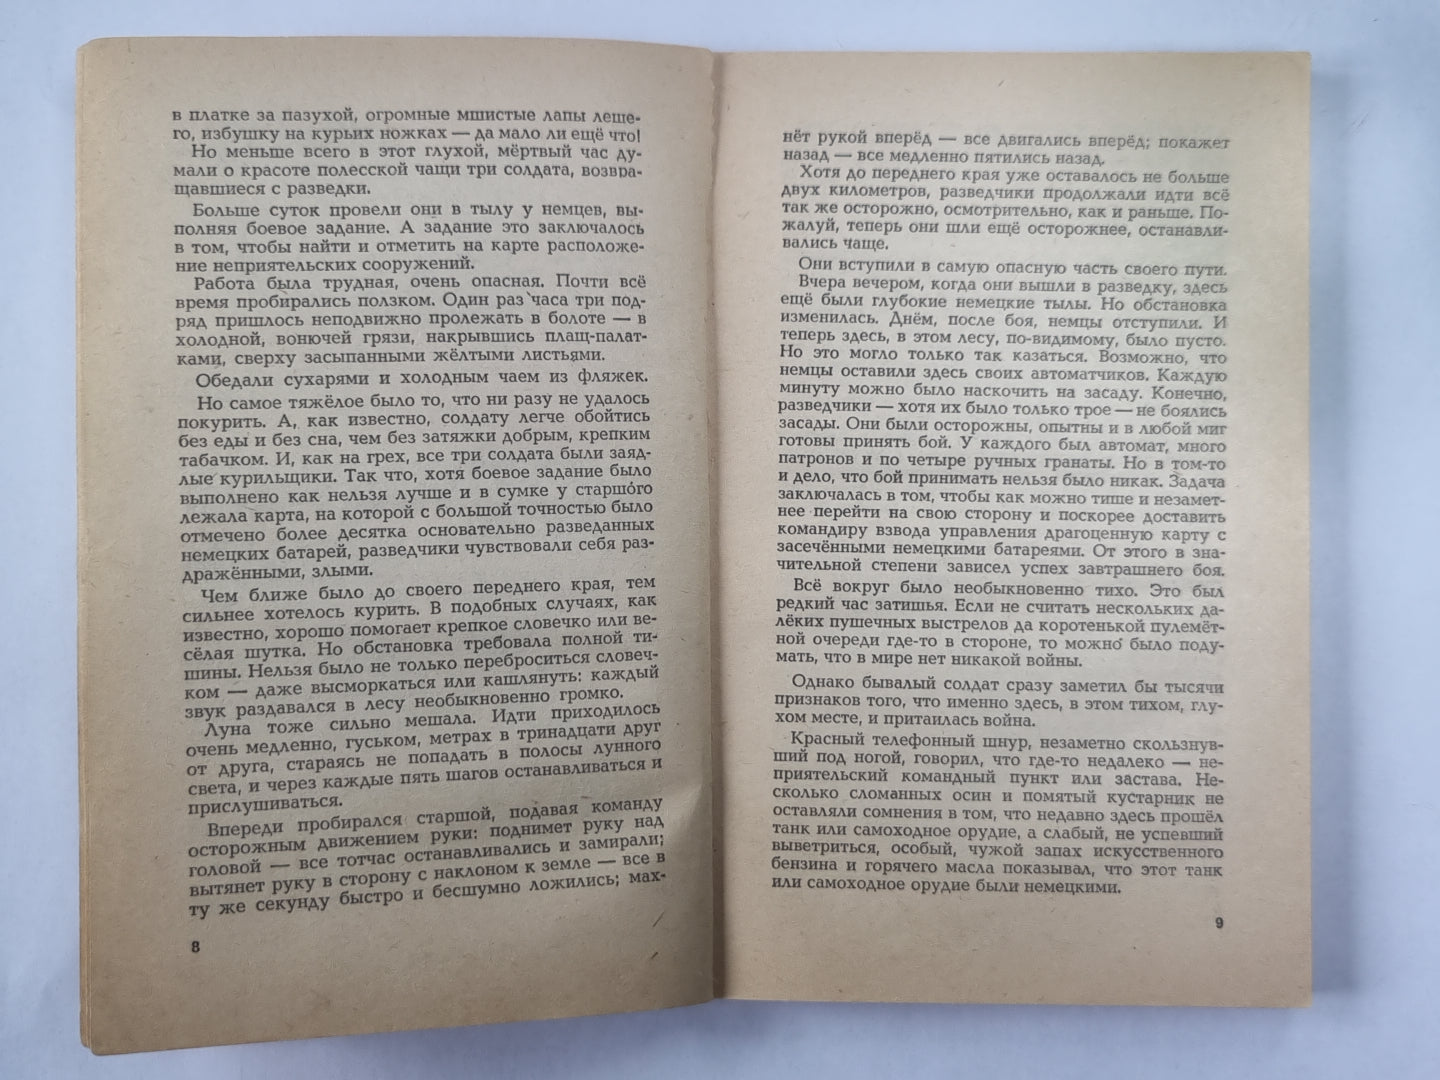 в платке за пазухой, огромные мшистые лапы леше-
го, избушку на курьих ножках — да мало ли ещё что!
Но меньше всего в этот глухой, мёртвый час ду-
мали о красоте полесской чащи три солдата, возвра-
щавшиеся с разведки.
Больше суток провели они в тылу у немцев, вы-
полняя боевое задание. А задание это заключалось
в том, чтобы найти и отметить на карте расположе-
ние неприятельских сооружений.
Работа была трудная, очень опасная. Почти всё
время пробирались ползком. Один раз часа три под-
ряд пришлось неподвижно пролежать в болоте — в
холодной, вонючей грязи, накрывшись плащ-палат-
ками, сверху засыпанными жёлтыми листьями.
Обедали сухарями и холодным чаем из фляжек.
Но самое тяжёлое было то, что ни разу не удалось
покурить. А, как известно, солдату легче обойтись
без еды и без сна, чем без затяжки добрым, крепким
табачком. И, как на грех, все три солдата были заяд-
лые курильщики. Так что, хотя боевое задание было
выполнено как нельзя лучше и в сумке у старшо́го
лежала карта, на которой с большой точностью было
отмечено более десятка основательно разведанных
немецких батарей, разведчики чувствовали себя раз-
дражёнными, злыми.
Чем ближе было до своего переднего края, тем
сильнее хотелось курить. В подобных случаях, как
известно, хорошо помогает крепкое словечко или ве-
сёлая шутка. Но обстановка требовала полной ти-
шины. Нельзя было не только переброситься словеч-
ком — даже высморкаться или кашлянуть: каждый
звук раздавался в лесу необыкновенно громко.
Луна тоже сильно мешала. Идти приходилось
очень медленно, гуськом, метрах в тринадцати друг
от друга, стараясь не попадать в полосы лунного
света, и через каждые пять шагов останавливаться и
прислушиваться.
Впереди пробирался старшой, подавая команду
осторожным движением руки: поднимет руку над
головой — все тотчас останавливались и замирали;
вытянет руку в сторону с наклоном к земле — все в
ту же секунду быстро и бесшумно ложились; мах-
8
нёт рукой вперёд — все двигались вперёд; покажет
назад — все медленно пятились назад.
Хотя до переднего края уже оставалось не больше
двух километров, разведчики продолжали идти всё
так же осторожно, осмотрительно, как и раньше. По-
жалуй, теперь они шли ещё осторожнее, останавли-
вались чаще.
Они вступили в самую опасную часть своего пути.
Вчера вечером, когда они вышли в разведку, здесь
ещё были глубокие немецкие тылы. Но обстановка
изменилась. Днём, после боя, немцы отступили. И
теперь здесь, в этом лесу, по-видимому, было пусто.
Но это могло только так казаться. Возможно, что
немцы оставили здесь своих автоматчиков. Каждую
минуту можно было наскочить на засаду. Конечно,
разведчики — хотя их было только трое — не боялись
засады. Они были осторожны, опытны и в любой миг
готовы принять бой. У каждого был автомат, много
патронов и по четыре ручных гранаты. Но в том-то
и дело, что бой принимать нельзя было никак. Задача
заключалась в том, чтобы как можно тише и незамет-
нее перейти на свою сторону и поскорее доставить
командиру взвода управления драгоценную карту с
засечёнными немецкими батареями. От этого в зна-
чительной степени зависел успех завтрашнего боя.
Всё вокруг было необыкновенно тихо. Это был
редкий час затишья. Если не считать нескольких да-
лёких пушечных выстрелов да коротенькой пулемёт-
ной очереди где-то в стороне, то можно было поду-
мать, что в мире нет никакой войны.
Однако бывалый солдат сразу заметил бы тысячи
признаков того, что именно здесь, в этом тихом, глу-
хом месте, и притаилась война.
Красный телефонный шнур, незаметно скользнув-
ший под ногой, говорил, что где-то недалеко — не-
приятельский командный пункт или застава. Не-
сколько сломанных осин и помятый кустарник не
оставляли сомнения в том, что недавно здесь прошёл
танк или самоходное орудие, а слабый, не успевший
выветриться, особый, чужой запах искусственного
бензина и горячего масла показывал, что этот танк
или самоходное орудие были немецкими.
9